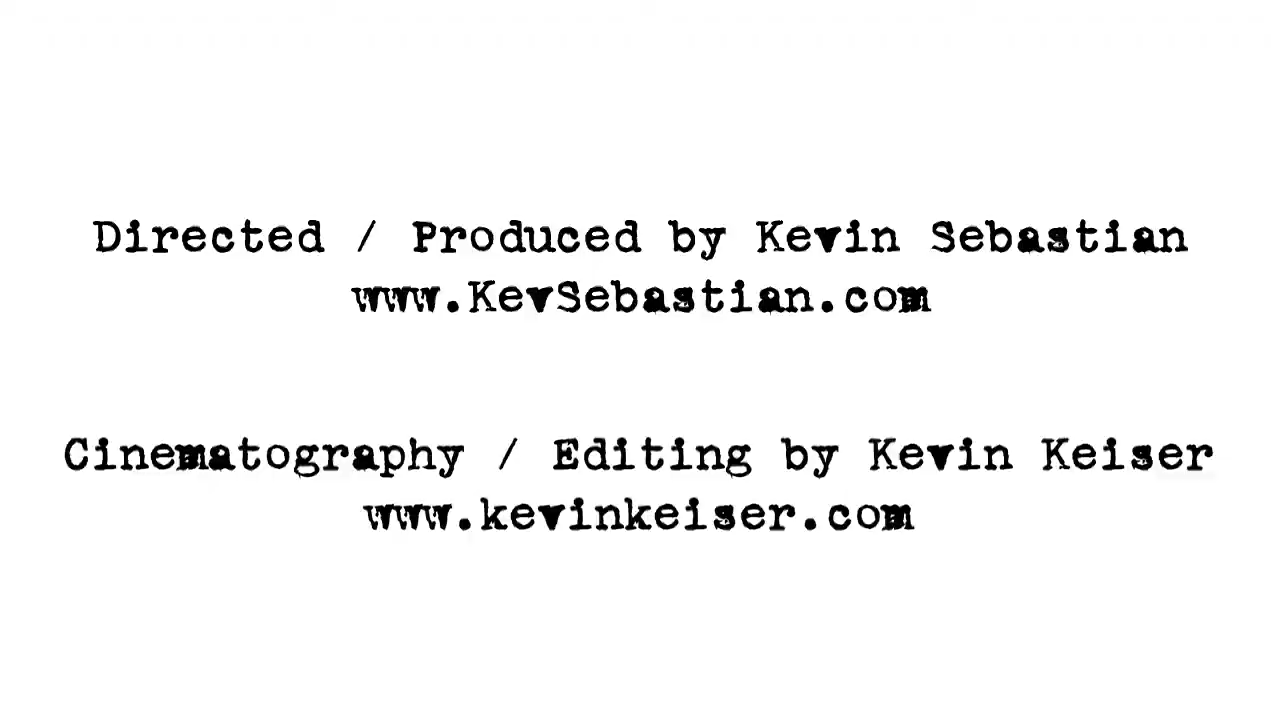 Directed / Produced by Kevin Sebastian
www.KevSebastian.com
Cinematography / Editing by Kevin Keiser
www.kevinkeiser.com